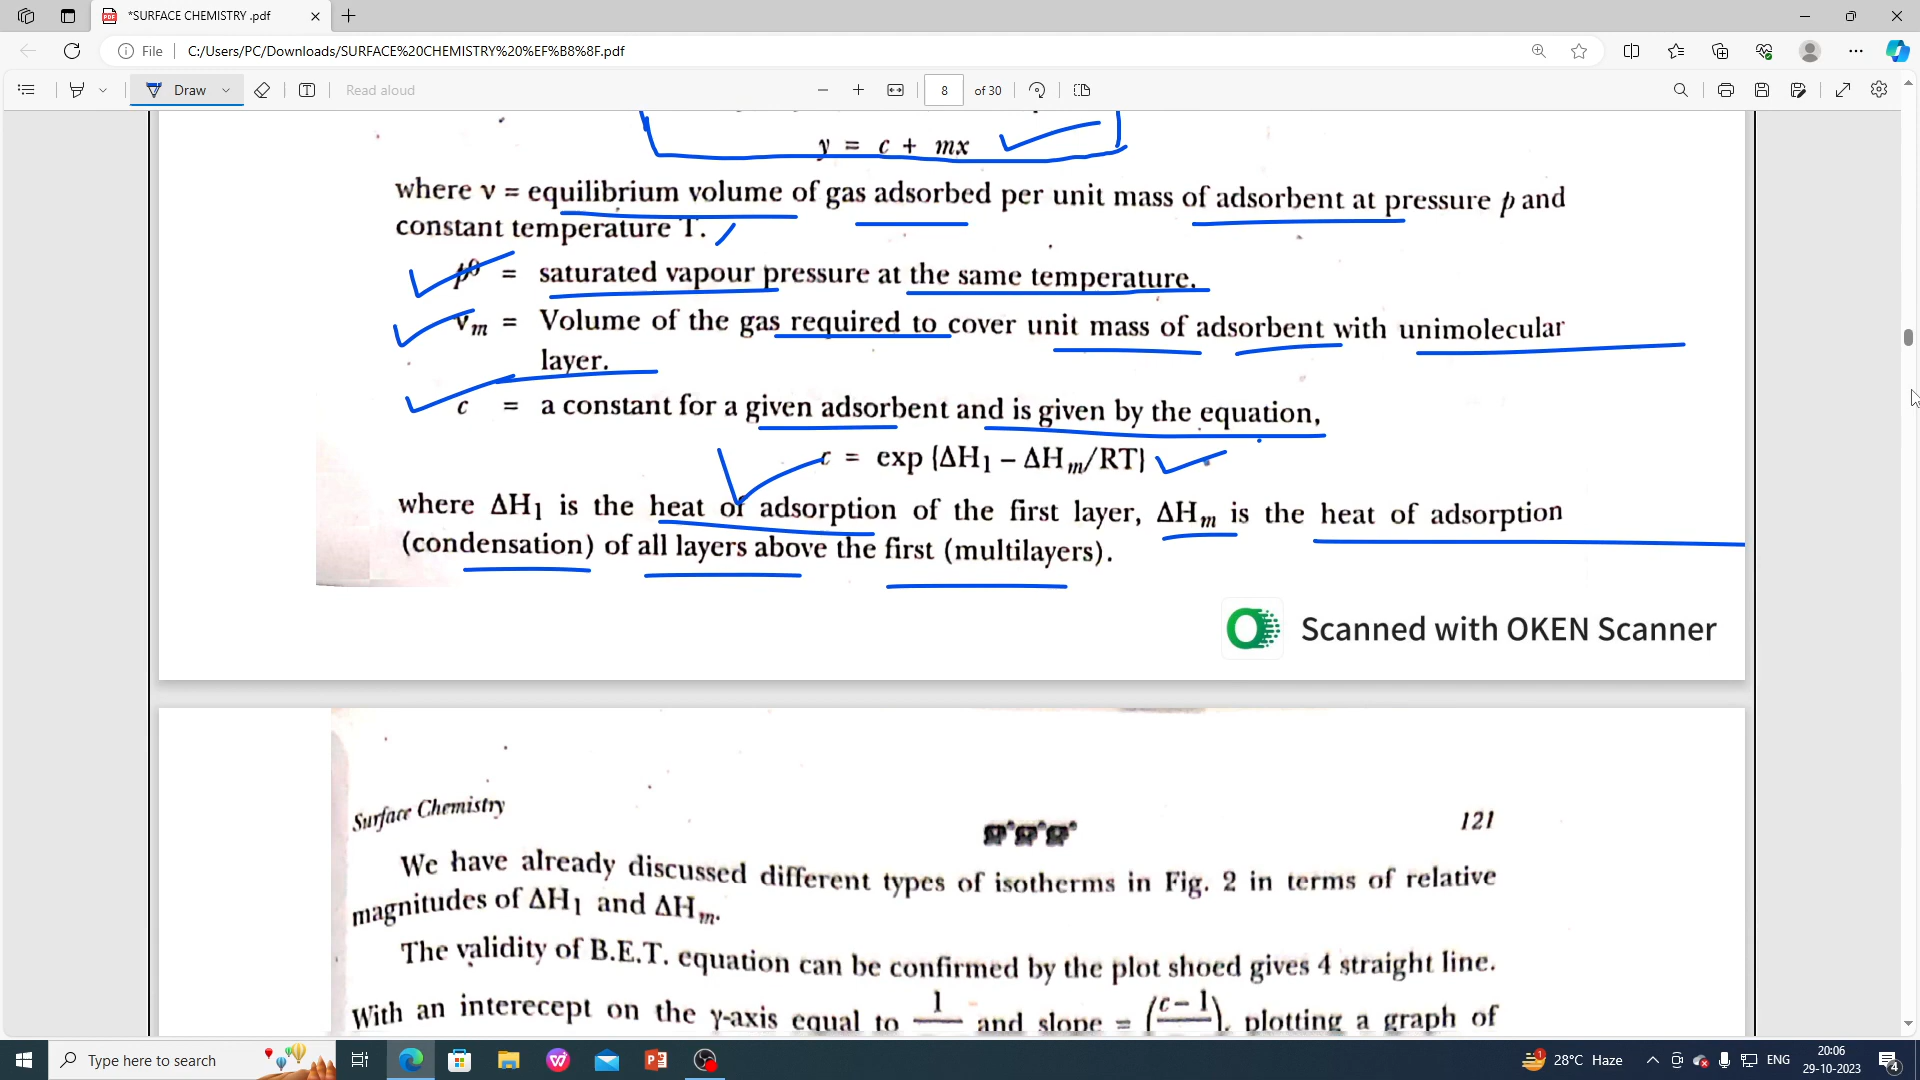 *SURFACE CHEMISTRY .pdf
File C:/Users/PC/Downloads/SURFACE%20CHEMISTRY%20%EF%B8%8F.pdf
Draw Read aloud 8 of 30
y = c + mx
where v = equilibrium volume of gas adsorbed per unit mass of adsorbent at pressure p and
constant temperature T.
p⁰ = saturated vapour pressure at the same temperature.
vₘ = Volume of the gas required to cover unit mass of adsorbent with unimolecular
layer.
c = a constant for a given adsorbent and is given by the equation,
c = exp {ΔH₁ – ΔHₘ/RT}
where ΔH₁ is the heat of adsorption of the first layer, ΔHₘ is the heat of adsorption
(condensation) of all layers above the first (multilayers).
Scanned with OKEN Scanner
Surface Chemistry 121
We have already discussed different types of isotherms in Fig. 2 in terms of relative
magnitudes of ΔH₁ and ΔHₘ.
The validity of B.E.T. equation can be confirmed by the plot shoed gives 4 straight line.
With an interecept on the γ-axis equal to 1 and slope = (c – 1), plotting a graph of
Type here to search 28°C Haze ENG 20:06
29-10-2023 4